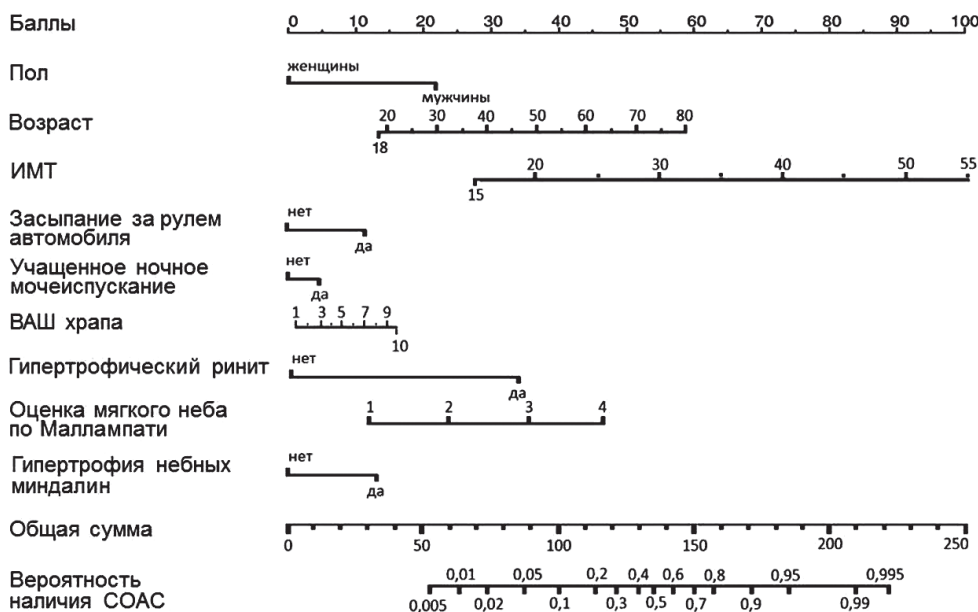 Баллы
0 10 20 30 40 50 60 70 80 90 100
Пол
женщины
мужчины
Возраст
20 30 40 50 60 70 80
18
ИМТ
20 30 40 50 55
15
Засыпание за рулем
автомобиля
нет
да
Учащенное ночное
мочеиспускание
нет
да
ВАШ храпа
1 3 5 7 9
10
Гипертрофический ринит
нет
да
Оценка мягкого неба
по Маллампати
1 2 3 4
Гипертрофия небных
миндалин
нет
да
Общая сумма
0 50 100 150 200 250
Вероятность
наличия СОАС
0,01 0,05 0,2 0,4 0,6 0,8 0,95 0,995
0,005 0,02 0,1 0,3 0,5 0,7 0,9 0,99